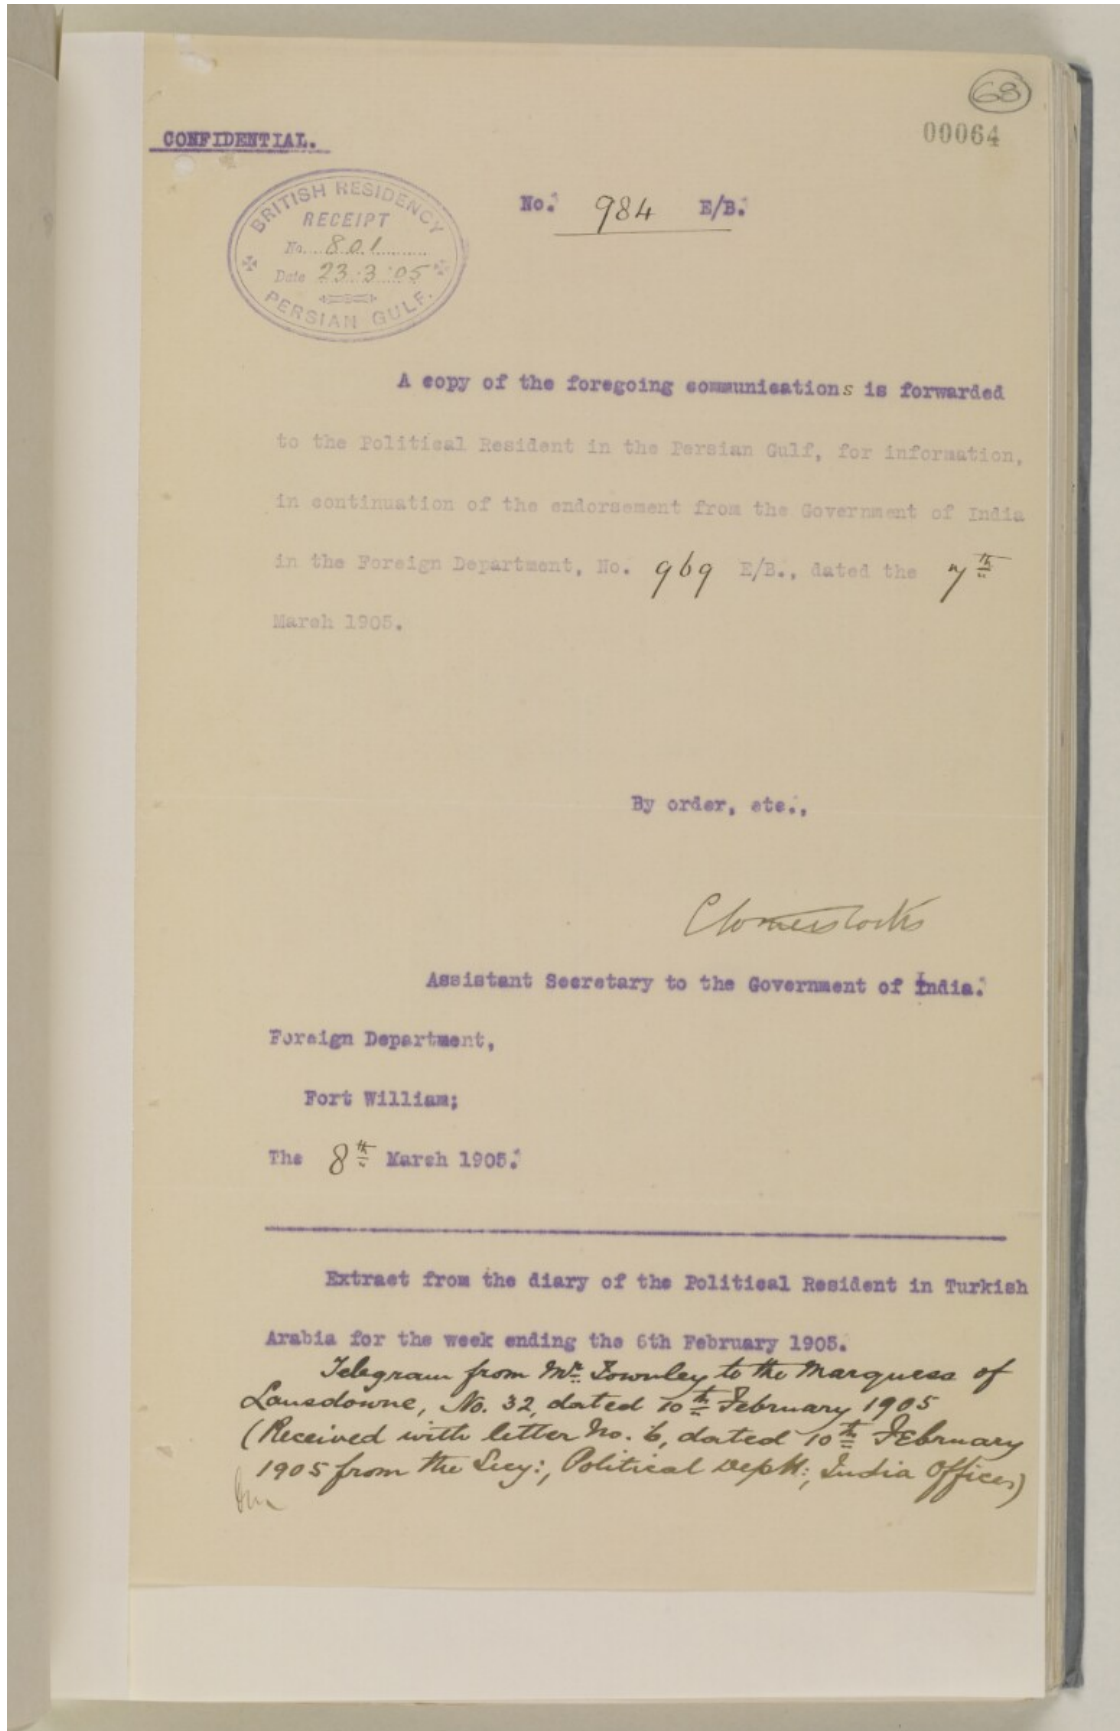 68
00064
CONFIDENTIAL.
BRITISH RESIDENCY
RECEIPT
No. 801
Date 23.3.05
PERSIAN GULF.
No. 984 E/B.
A copy of the foregoing communications is forwarded
to the Political Resident in the Persian Gulf, for information,
in continuation of the endorsement from the Government of India
in the Foreign Department, No. 969 E/B., dated the 7th
March 1905.
By order, etc.,
Assistant Secretary to the Government of India.
Foreign Department,
Fort William;
The 8th March 1905.
Extract from the diary of the Political Resident in Turkish
Arabia for the week ending the 6th February 1905.
Telegram from Mr. Townley to the Marquess of
Lansdowne, No. 32, dated 10th February 1905
(Received with letter No. 6, dated 10th February
1905 from the Secy:, Political Deptt:, India Office)